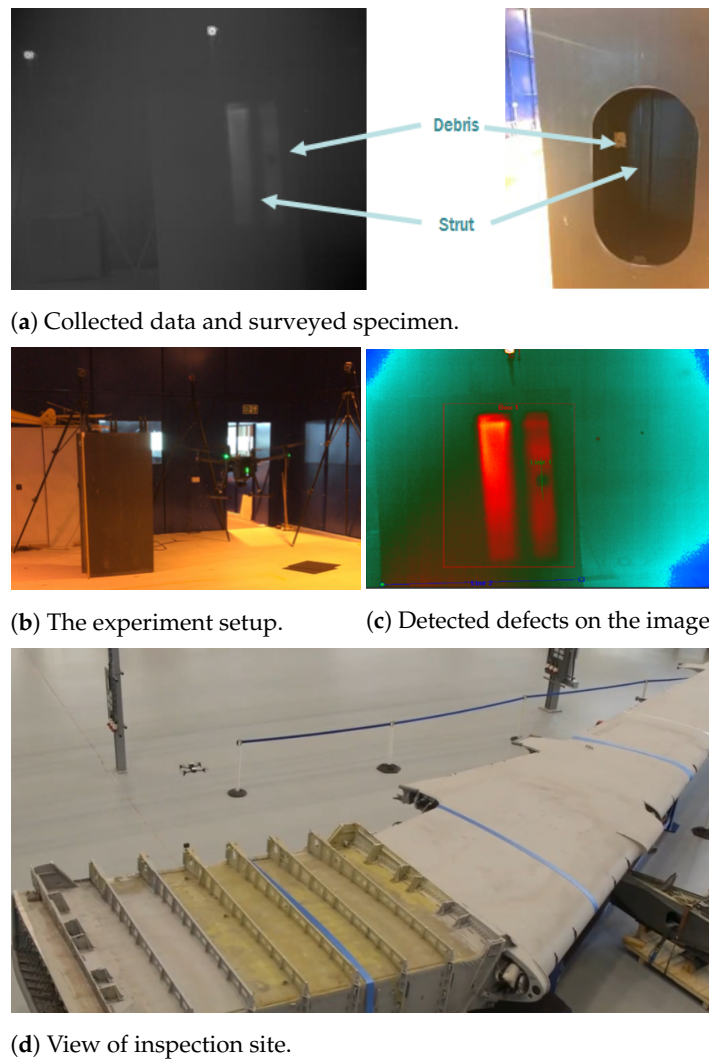 Debris
Strut
(a) Collected data and surveyed specimen.
(b) The experiment setup.
(c) Detected defects on the image
(d) View of inspection site.